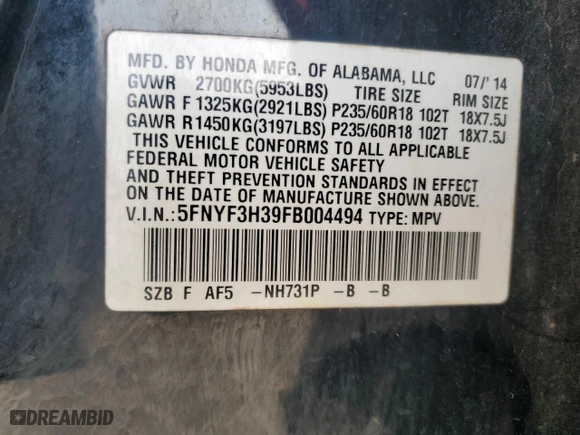 MFD. BY HONDA MFG. OF ALABAMA, LLC 07/'14
GVWR 2700KG(5953LBS) TIRE SIZE RIM SIZE
GAWR F 1325KG(2921LBS) P235/60R18 102T 18X7.5J
GAWR R 1450KG(3197LBS) P235/60R18 102T 18X7.5J
THIS VEHICLE CONFORMS TO ALL APPLICABLE
FEDERAL MOTOR VEHICLE SAFETY
AND THEFT PREVENTION STANDARDS IN EFFECT
ON THE DATE OF MANUFACTURE SHOWN ABOVE.
V.I.N.: 5FNYF3H39FB004494 TYPE: MPV
SZB F AF5 -NH731P -B -B
DREAMBID